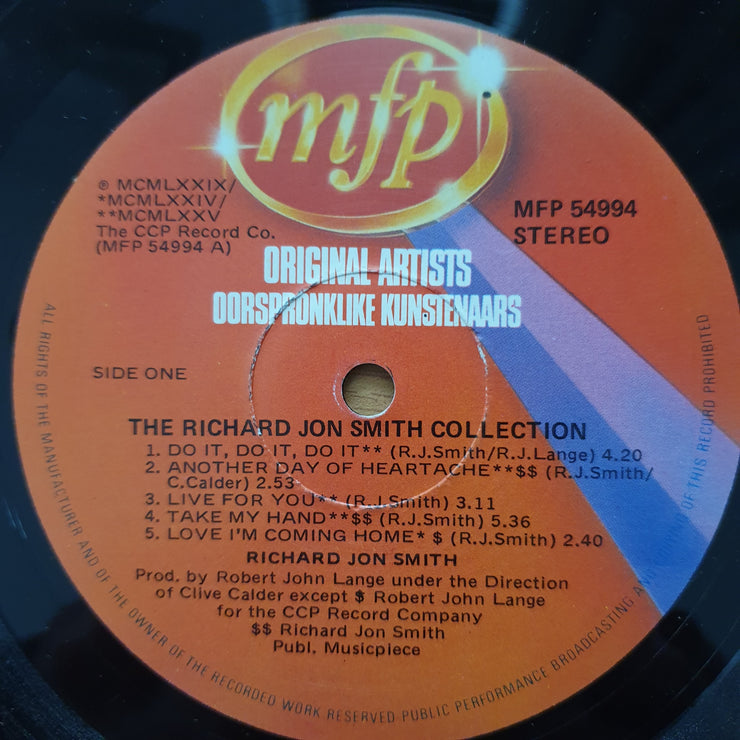 mfp
℗ MCMLXXIX/
*MCMLXXIV/
**MCMLXXV
The CCP Record Co.
(MFP 54994 A)
MFP 54994
STEREO
ORIGINAL ARTISTS
OORSPRONKLIKE KUNSTENAARS
SIDE ONE
THE RICHARD JON SMITH COLLECTION
1. DO IT, DO IT, DO IT** (R.J.Smith/R.J.Lange) 4.20
2. ANOTHER DAY OF HEARTACHE**$$ (R.J.Smith/
C.Calder) 2.53
3. LIVE FOR YOU** (R.J.Smith) 3.11
4. TAKE MY HAND**$$ (R.J.Smith) 5.36
5. LOVE I'M COMING HOME* $ (R.J.Smith) 2.40
RICHARD JON SMITH
Prod. by Robert John Lange under the Direction
of Clive Calder except $ Robert John Lange
for the CCP Record Company
$$ Richard Jon Smith
Publ. Musicpiece
ALL RIGHTS OF THE MANUFACTURER AND OF THE OWNER OF THE RECORDED WORK RESERVED PUBLIC PERFORMANCE BROADCASTING AND OF THIS RECORD PROHIBITED